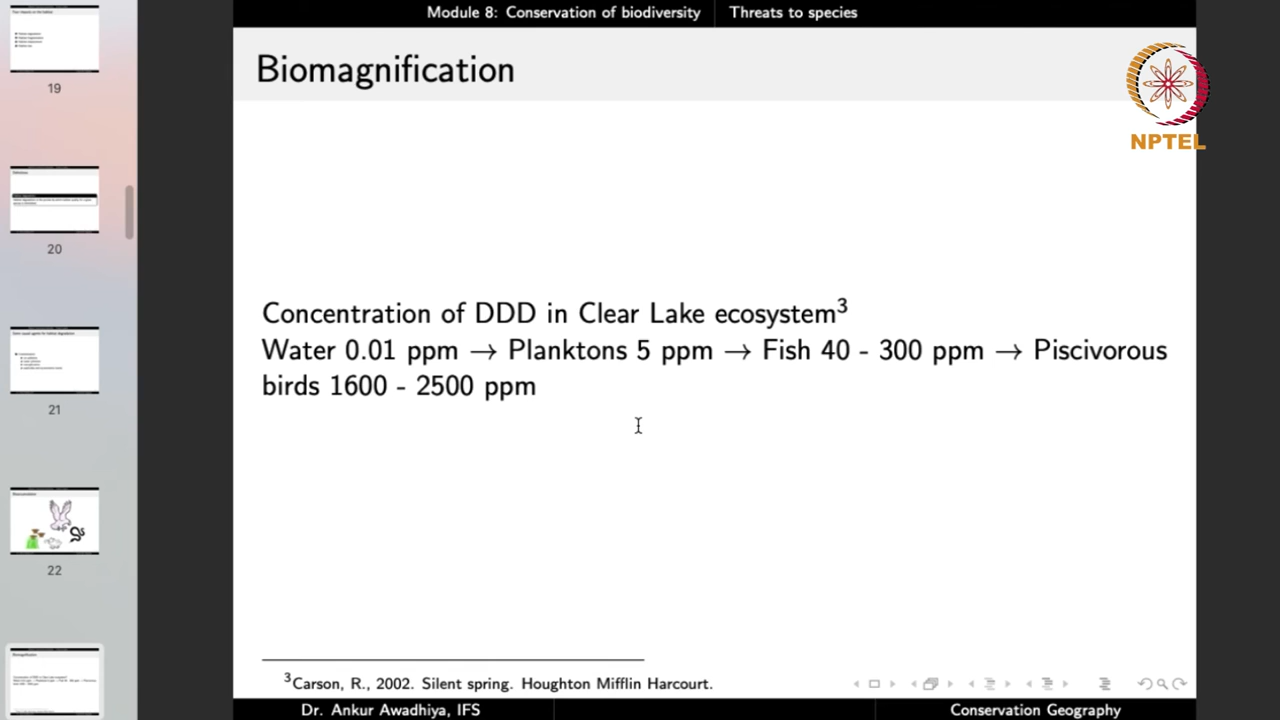 Module 8: Conservation of biodiversity Threats to species
Biomagnification
NPTEL
19
20
21
22
Concentration of DDD in Clear Lake ecosystem3
Water 0.01 ppm → Planktons 5 ppm → Fish 40 - 300 ppm → Piscivorous
birds 1600 - 2500 ppm
3Carson, R., 2002. Silent spring. Houghton Mifflin Harcourt.
Dr. Ankur Awadhiya, IFS Conservation Geography